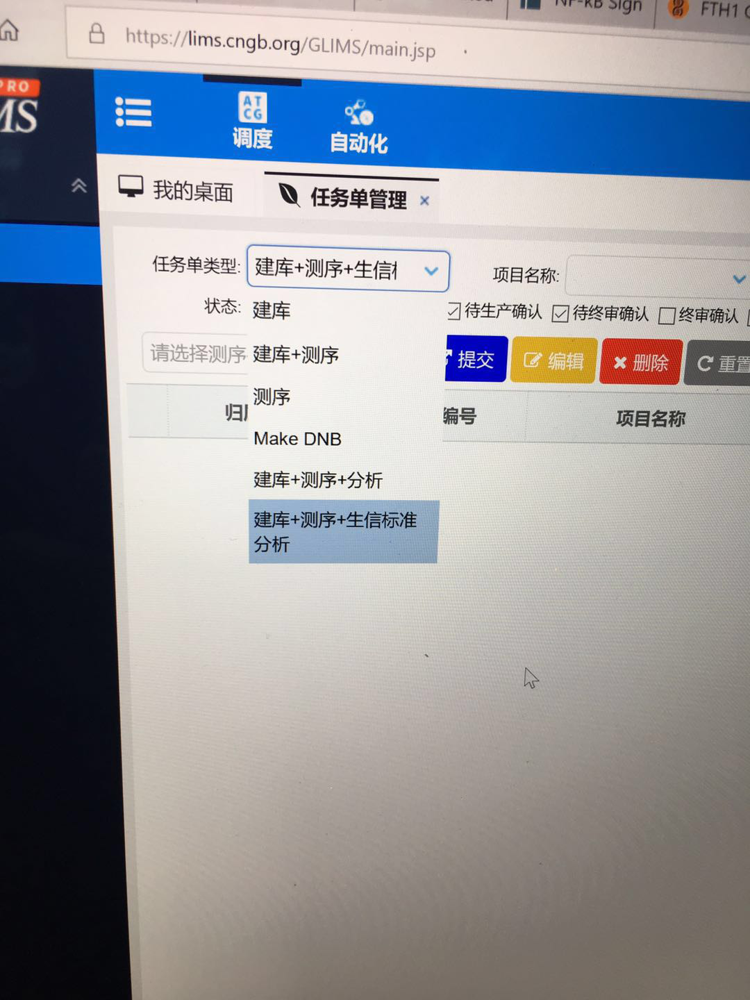 NF-kB Sign
FTH1
https://lims.cngb.org/GLIMS/main.jsp
PRO
MS
AT
CG
调度
自动化
我的桌面
任务单管理
任务单类型:
建库+测序+生信
项目名称:
状态:
建库
待生产确认
待终审确认
终审确认
请选择测序
建库+测序
提交
编辑
删除
重置
测序
归
编号
项目名称
Make DNB
建库+测序+分析
建库+测序+生信标准
分析